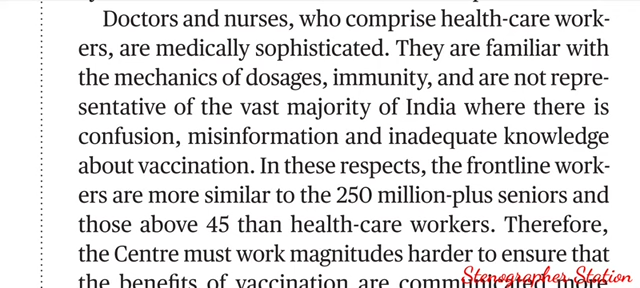 Doctors and nurses, who comprise health-care work-
ers, are medically sophisticated. They are familiar with
the mechanics of dosages, immunity, and are not repre-
sentative of the vast majority of India where there is
confusion, misinformation and inadequate knowledge
about vaccination. In these respects, the frontline work-
ers are more similar to the 250 million-plus seniors and
those above 45 than health-care workers. Therefore,
the Centre must work magnitudes harder to ensure that
the benefits of vaccination are communicated more
Stenographer Station